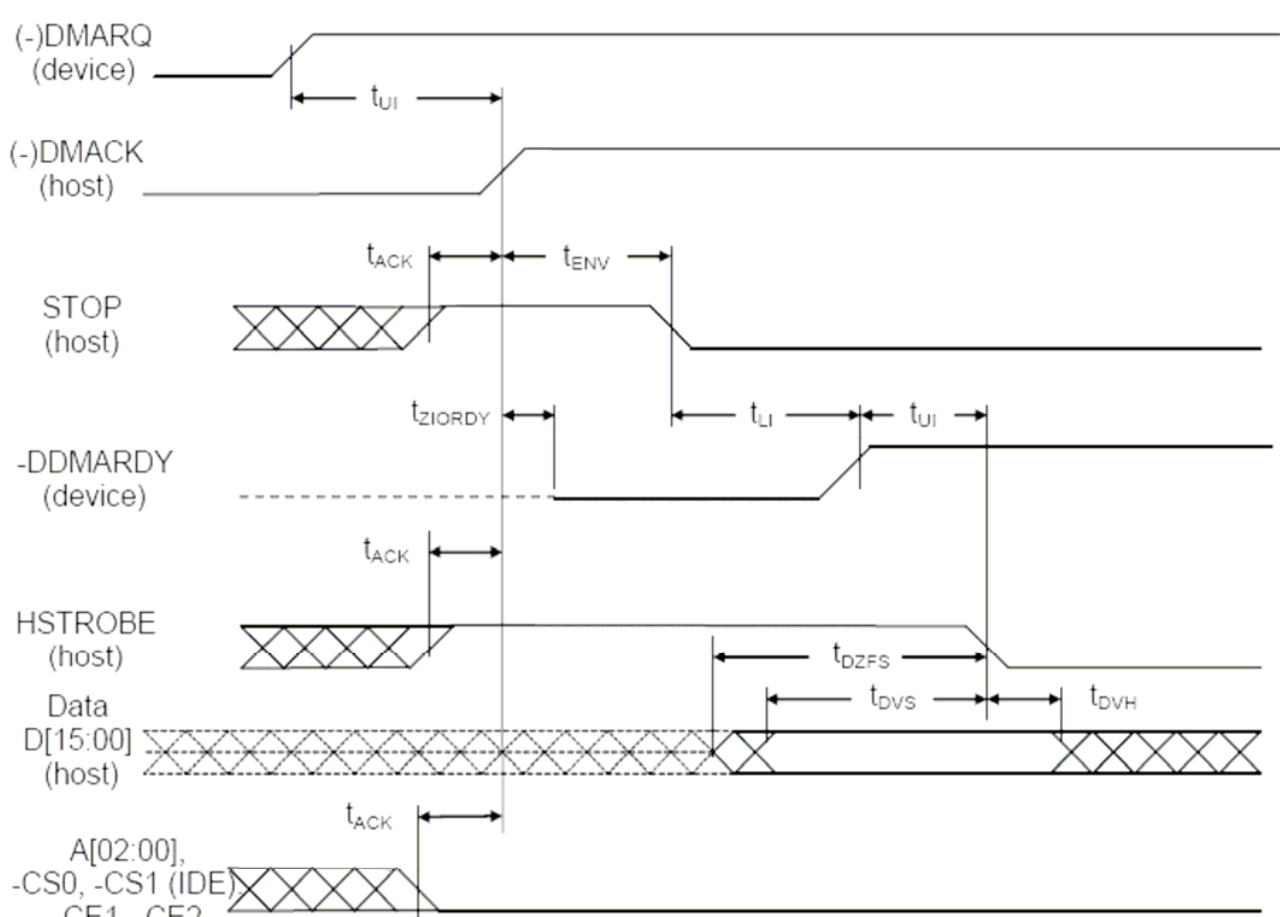 (-)DMARQ
(device)
tUI
(-)DMACK
(host)
tACK
tENV
STOP
(host)
tZIORDY
tLI
tUI
-DDMARDY
(device)
tACK
HSTROBE
(host)
tDZFS
tDVS
tDVH
Data
D[15:00]
(host)
tACK
A[02:00],
-CS0, -CS1 (IDE)